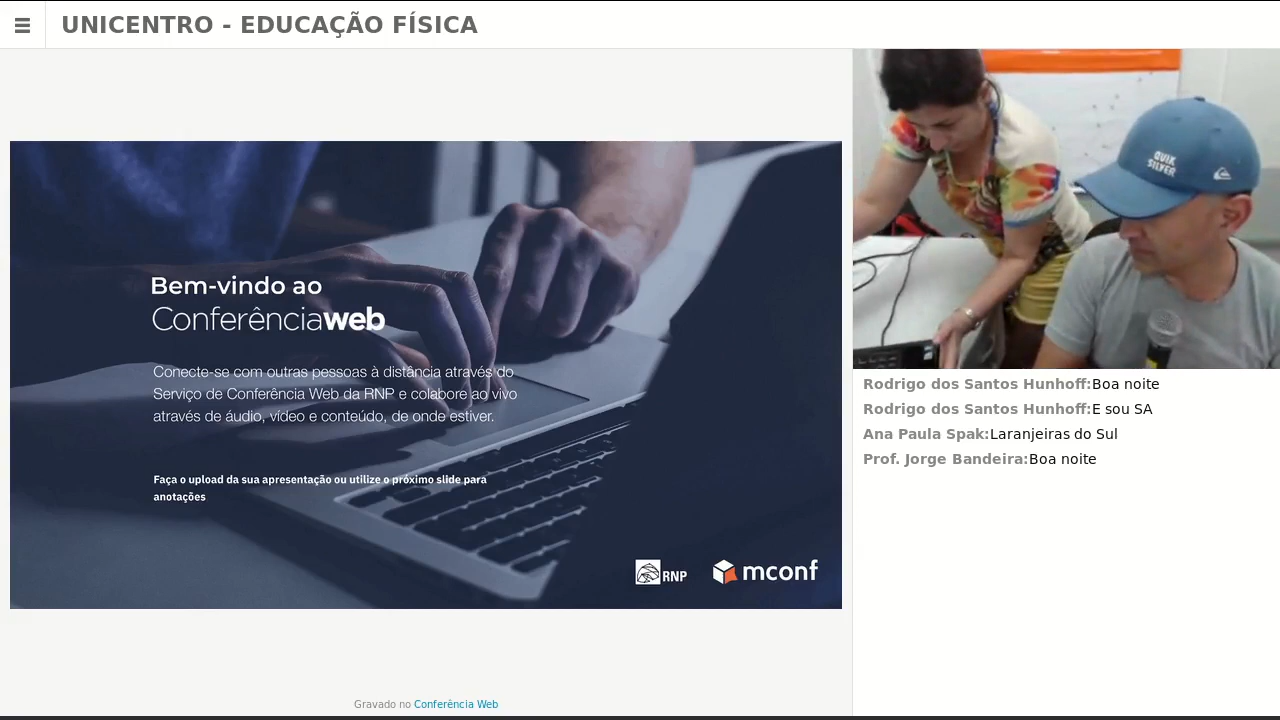 UNICENTRO - EDUCAÇÃO FÍSICA
Bem-vindo ao
Conferênciaweb
Conecte-se com outras pessoas à distância através do
Serviço de Conferência Web da RNP e colabore ao vivo
através de áudio, vídeo e conteúdo, de onde estiver.
Faça o upload da sua apresentação ou utilize o próximo slide para
anotações
RNP
mconf
Gravado no Conferência Web
QUIK
SILVER
Rodrigo dos Santos Hunhoff:Boa noite
Rodrigo dos Santos Hunhoff:E sou SA
Ana Paula Spak:Laranjeiras do Sul
Prof. Jorge Bandeira:Boa noite